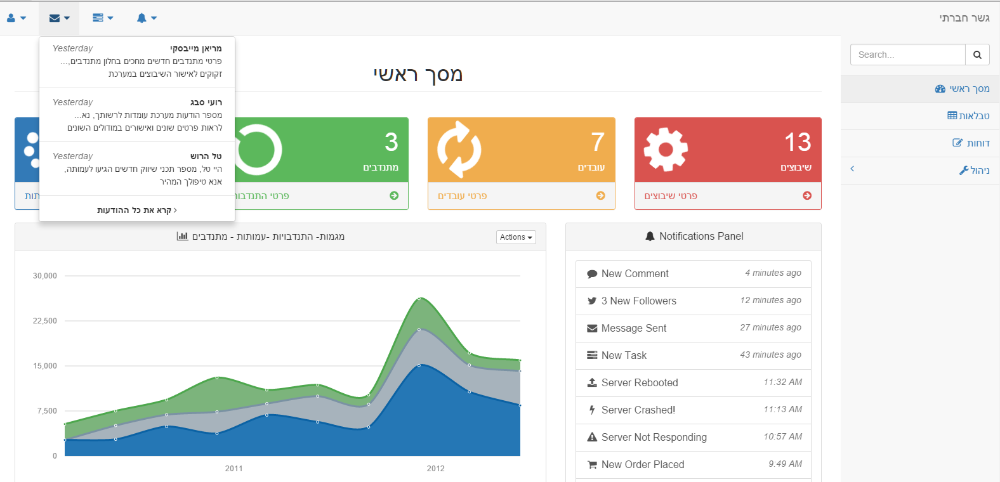 גשר חברתי
Search...
מסך ראשי
טבלאות
דוחות
ניהול
מריאן מייבסקי Yesterday
פרטי מתנדבים חדשים מחכים בחלון מתנדבים,...
זקוקים לאישור השיבוצים במערכת
רועי סבג Yesterday
מספר הודעות מערכת עומדות לרשותך, נא...
לראות פרטים שונים ואישורים במודולים השונים
טל הרוש Yesterday
היי טל, מספר תכני שיווק חדשים הגיעו לעמותה,
אנא טיפולך המהיר
קרא את כל ההודעות
מסך ראשי
13
שיבוצים
פרטי שיבוצים
7
עובדים
פרטי עובדים
3
מתנדבים
פרטי התנדבות
תות
מגמות- התנדבויות -עמותות - מתנדבים
Actions
30,000
22,500
15,000
7,500
0
2011
2012
Notifications Panel
New Comment 4 minutes ago
3 New Followers 12 minutes ago
Message Sent 27 minutes ago
New Task 43 minutes ago
Server Rebooted 11:32 AM
Server Crashed! 11:13 AM
Server Not Responding 10:57 AM
New Order Placed 9:49 AM